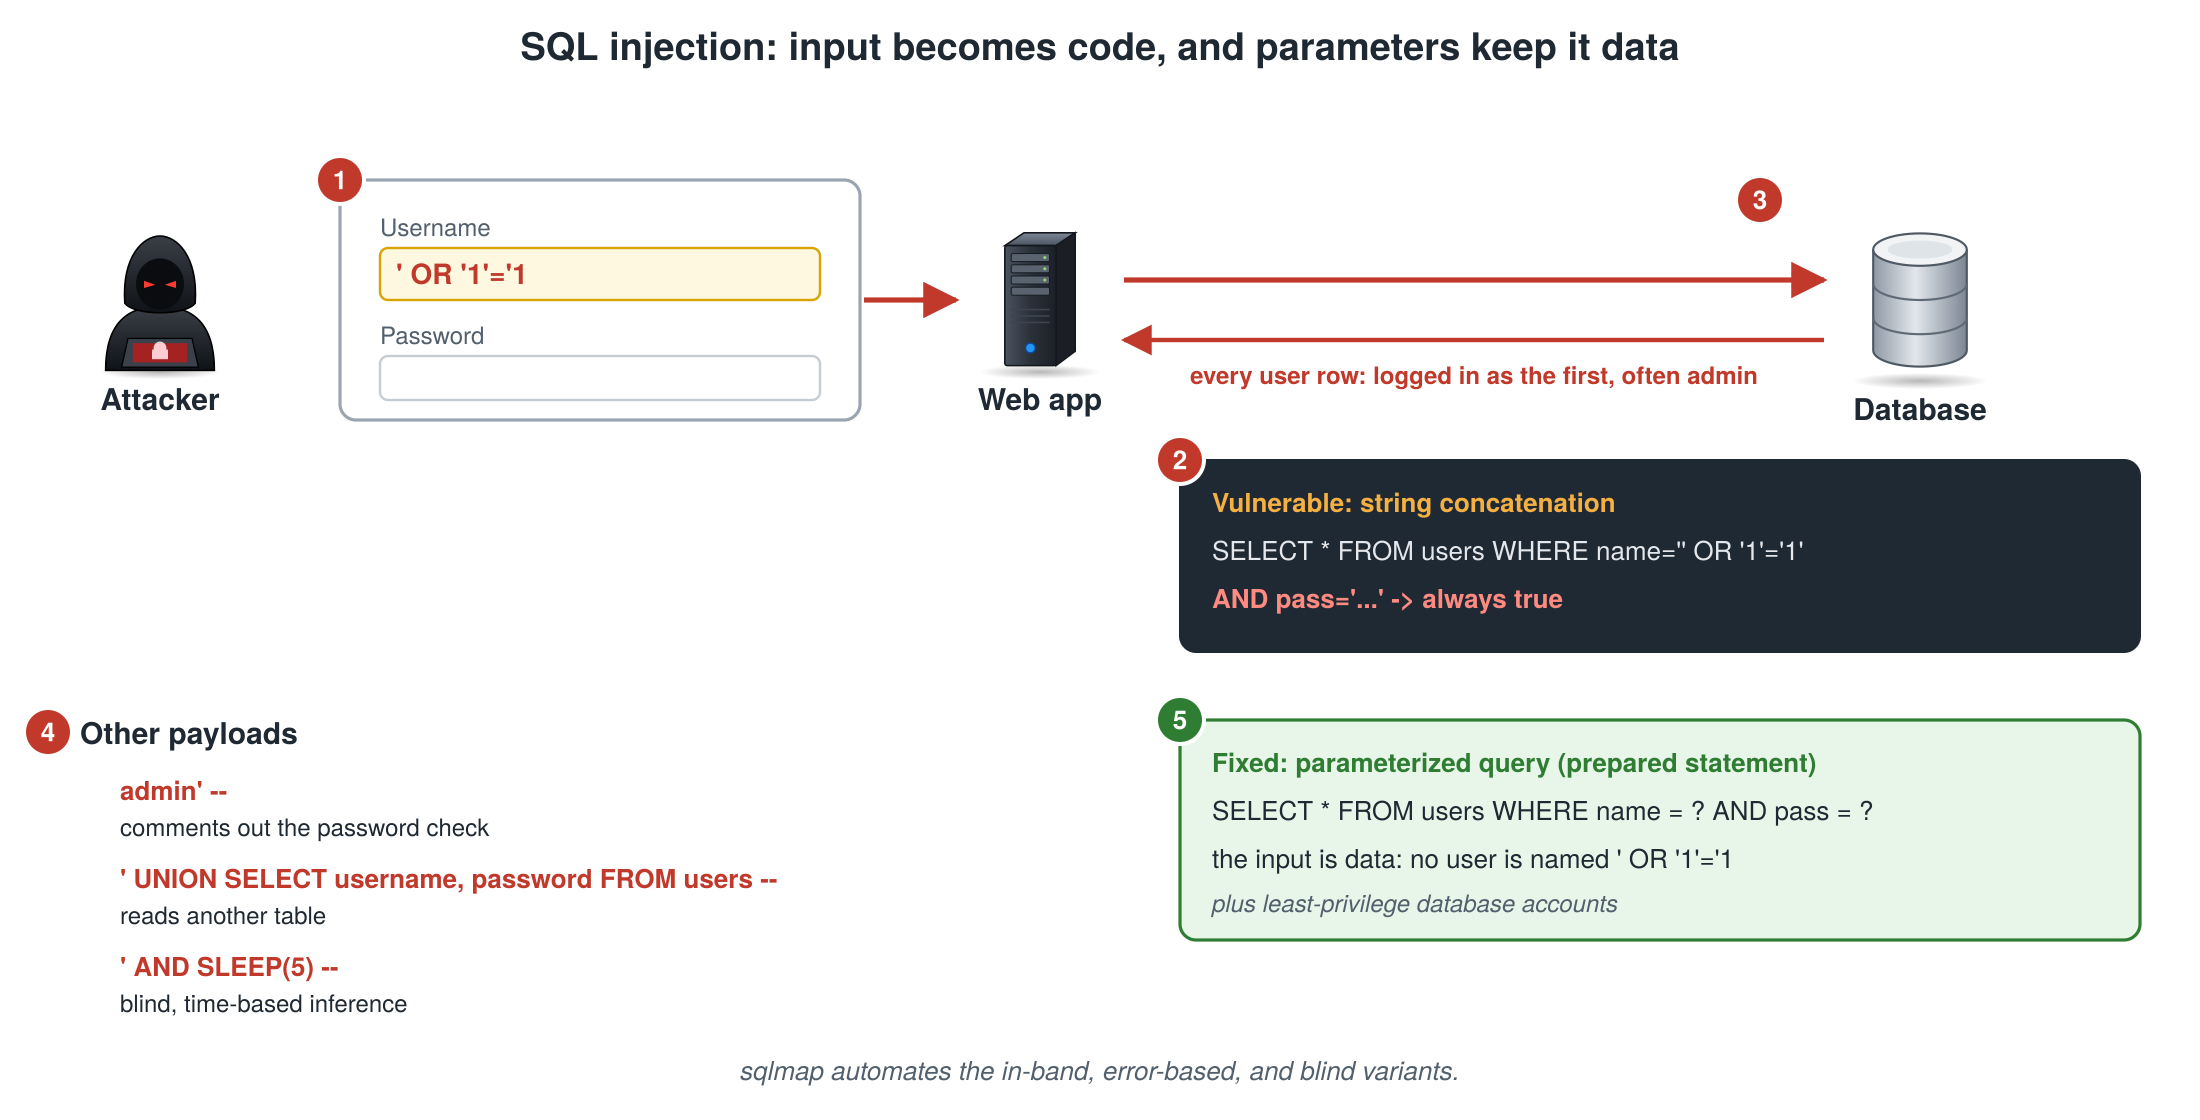 SQL injection: input becomes code, and parameters keep it data
1
Username
' OR '1'='1
Password
Attacker
Web app
3
every user row: logged in as the first, often admin
Database
2
Vulnerable: string concatenation
SELECT * FROM users WHERE name='' OR '1'='1'
AND pass='...' -> always true
4 Other payloads
admin' --
comments out the password check
' UNION SELECT username, password FROM users --
reads another table
' AND SLEEP(5) --
blind, time-based inference
5
Fixed: parameterized query (prepared statement)
SELECT * FROM users WHERE name = ? AND pass = ?
the input is data: no user is named ' OR '1'='1
plus least-privilege database accounts
sqlmap automates the in-band, error-based, and blind variants.